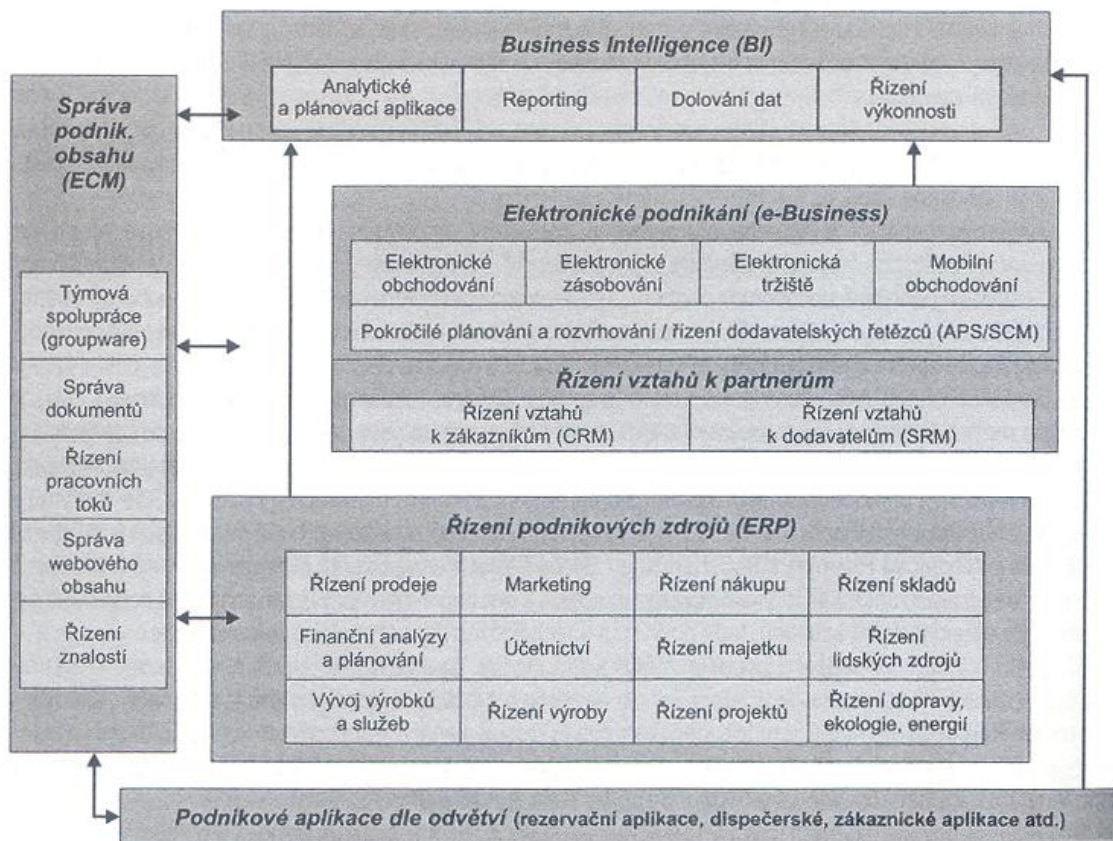 Business Intelligence (BI)
Analytické
a plánovací aplikace
Reporting
Dolování dat
Řízení
výkonnosti
Správa
podnik.
obsahu
(ECM)
Týmová
spolupráce
(groupware)
Správa
dokumentů
Řízení
pracovních
toků
Správa
webového
obsahu
Řízení
znalostí
Elektronické podnikání (e-Business)
Elektronické
obchodování
Elektronické
zásobování
Elektronická
tržiště
Mobilní
obchodování
Pokročilé plánování a rozvrhování / řízení dodavatelských řetězců (APS/SCM)
Řízení vztahů k partnerům
Řízení vztahů
k zákazníkům (CRM)
Řízení vztahů
k dodavatelům (SRM)
Řízení podnikových zdrojů (ERP)
Řízení prodeje
Marketing
Řízení nákupu
Řízení skladů
Finanční analýzy
a plánování
Účetnictví
Řízení majetku
Řízení
lidských zdrojů
Vývoj výrobků
a služeb
Řízení výroby
Řízení projektů
Řízení dopravy,
ekologie, energií
Podnikové aplikace dle odvětví (rezervační aplikace, dispečerské, zákaznické aplikace atd.)